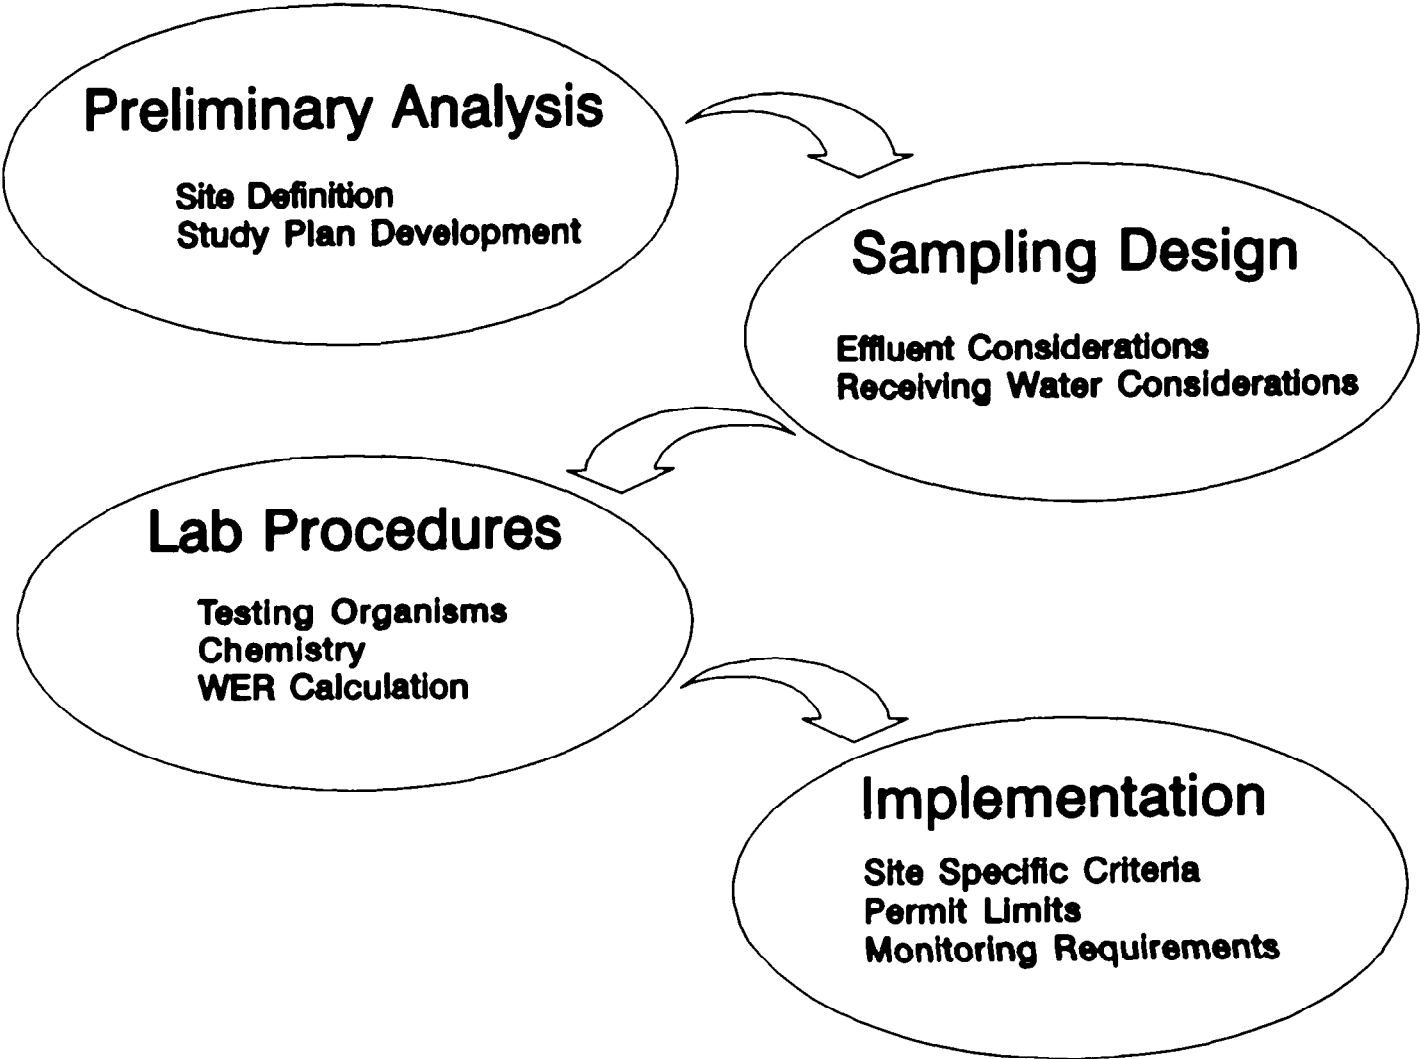 Preliminary Analysis
Site Definition
Study Plan Development
Sampling Design
Effluent Considerations
Receiving Water Considerations
Lab Procedures
Testing Organisms
Chemistry
WER Calculation
Implementation
Site Specific Criteria
Permit Limits
Monitoring Requirements